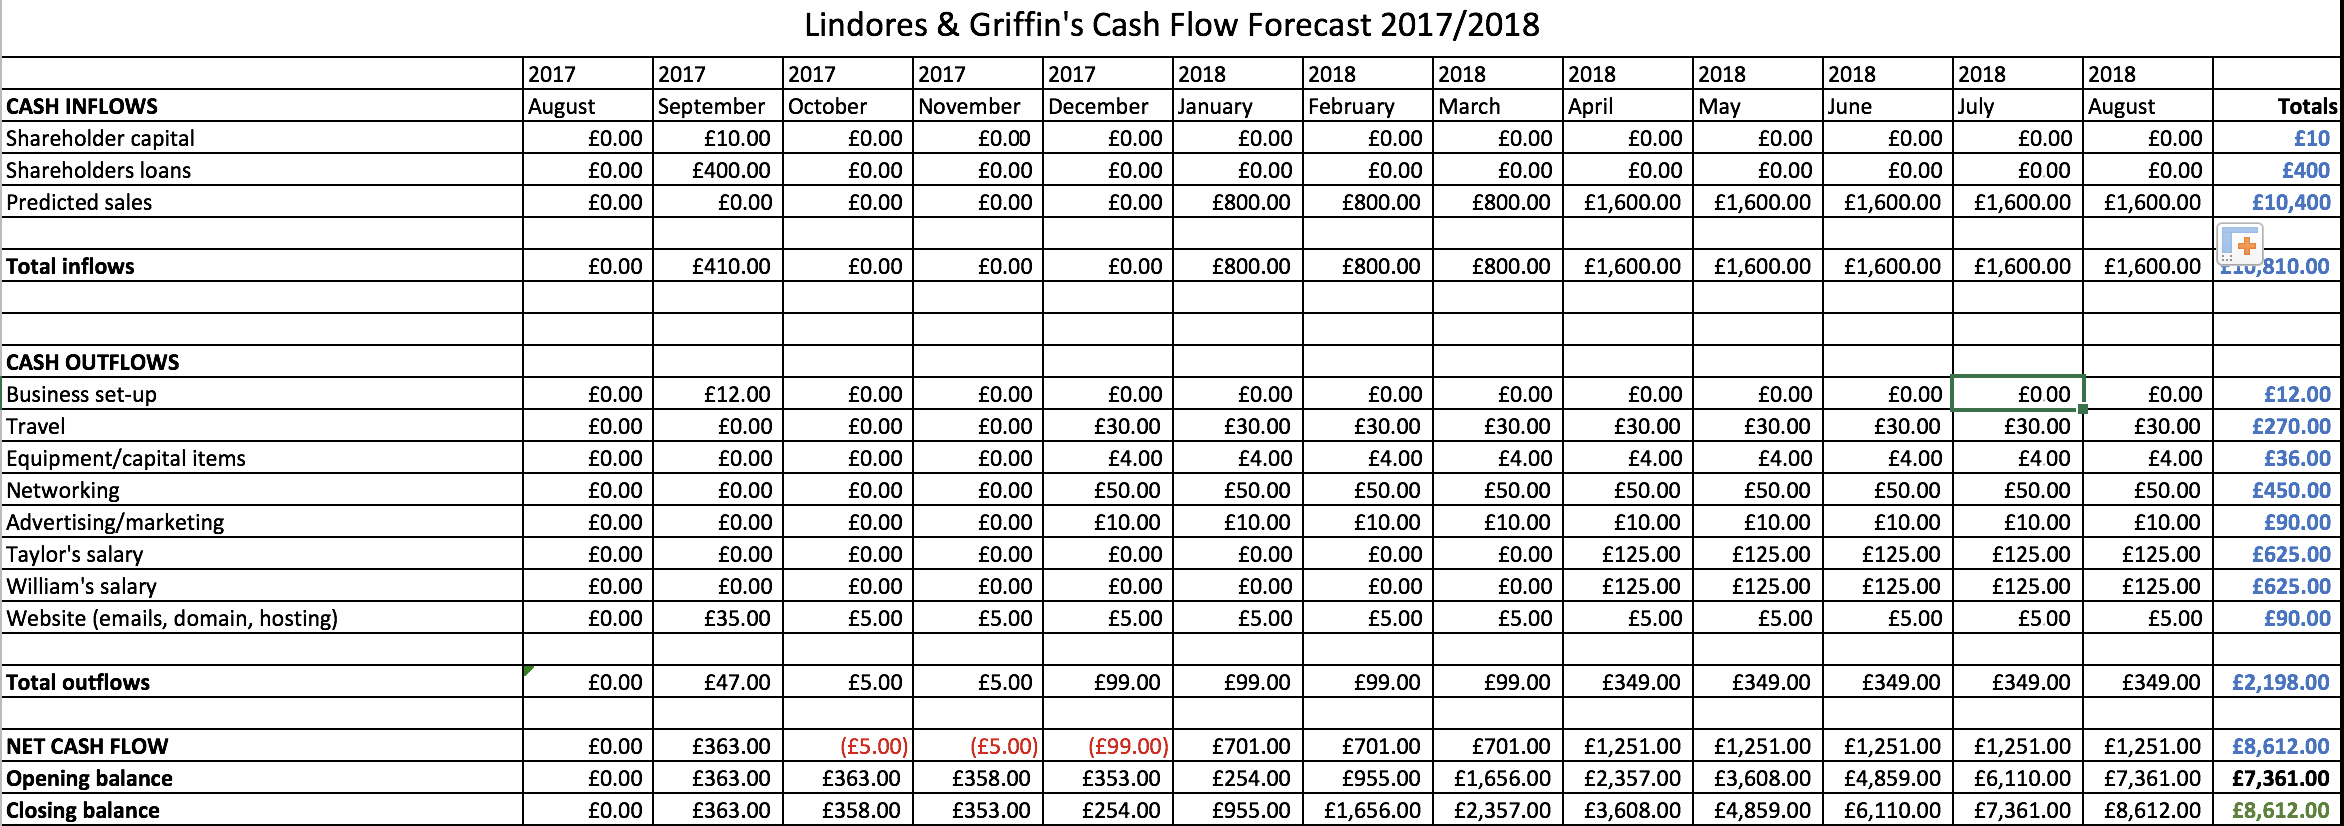 Lindores & Griffin's Cash Flow Forecast 2017/2018
2017 2017 2017 2017 2017 2018 2018 2018 2018 2018 2018 2018 2018
CASH INFLOWS August September October November December January February March April May June July August Totals
Shareholder capital £0.00 £10.00 £0.00 £0.00 £0.00 £0.00 £0.00 £0.00 £0.00 £0.00 £0.00 £0.00 £0.00 £10
Shareholders loans £0.00 £400.00 £0.00 £0.00 £0.00 £0.00 £0.00 £0.00 £0.00 £0.00 £0.00 £0.00 £0.00 £400
Predicted sales £0.00 £0.00 £0.00 £0.00 £0.00 £800.00 £800.00 £800.00 £1,600.00 £1,600.00 £1,600.00 £1,600.00 £1,600.00 £10,400
Total inflows £0.00 £410.00 £0.00 £0.00 £0.00 £800.00 £800.00 £800.00 £1,600.00 £1,600.00 £1,600.00 £1,600.00 £1,600.00 £10,810.00
CASH OUTFLOWS
Business set-up £0.00 £12.00 £0.00 £0.00 £0.00 £0.00 £0.00 £0.00 £0.00 £0.00 £0.00 £0.00 £0.00 £12.00
Travel £0.00 £0.00 £0.00 £0.00 £30.00 £30.00 £30.00 £30.00 £30.00 £30.00 £30.00 £30.00 £30.00 £270.00
Equipment/capital items £0.00 £0.00 £0.00 £0.00 £4.00 £4.00 £4.00 £4.00 £4.00 £4.00 £4.00 £4.00 £4.00 £36.00
Networking £0.00 £0.00 £0.00 £0.00 £50.00 £50.00 £50.00 £50.00 £50.00 £50.00 £50.00 £50.00 £50.00 £450.00
Advertising/marketing £0.00 £0.00 £0.00 £0.00 £10.00 £10.00 £10.00 £10.00 £10.00 £10.00 £10.00 £10.00 £10.00 £90.00
Taylor's salary £0.00 £0.00 £0.00 £0.00 £0.00 £0.00 £0.00 £0.00 £125.00 £125.00 £125.00 £125.00 £125.00 £625.00
William's salary £0.00 £0.00 £0.00 £0.00 £0.00 £0.00 £0.00 £0.00 £125.00 £125.00 £125.00 £125.00 £125.00 £625.00
Website (emails, domain, hosting) £0.00 £35.00 £5.00 £5.00 £5.00 £5.00 £5.00 £5.00 £5.00 £5.00 £5.00 £5.00 £5.00 £90.00
Total outflows £0.00 £47.00 £5.00 £5.00 £99.00 £99.00 £99.00 £99.00 £349.00 £349.00 £349.00 £349.00 £349.00 £2,198.00
NET CASH FLOW £0.00 £363.00 (£5.00) (£5.00) (£99.00) £701.00 £701.00 £701.00 £1,251.00 £1,251.00 £1,251.00 £1,251.00 £1,251.00 £8,612.00
Opening balance £0.00 £363.00 £363.00 £358.00 £353.00 £254.00 £955.00 £1,656.00 £2,357.00 £3,608.00 £4,859.00 £6,110.00 £7,361.00 £7,361.00
Closing balance £0.00 £363.00 £358.00 £353.00 £254.00 £955.00 £1,656.00 £2,357.00 £3,608.00 £4,859.00 £6,110.00 £7,361.00 £8,612.00 £8,612.00